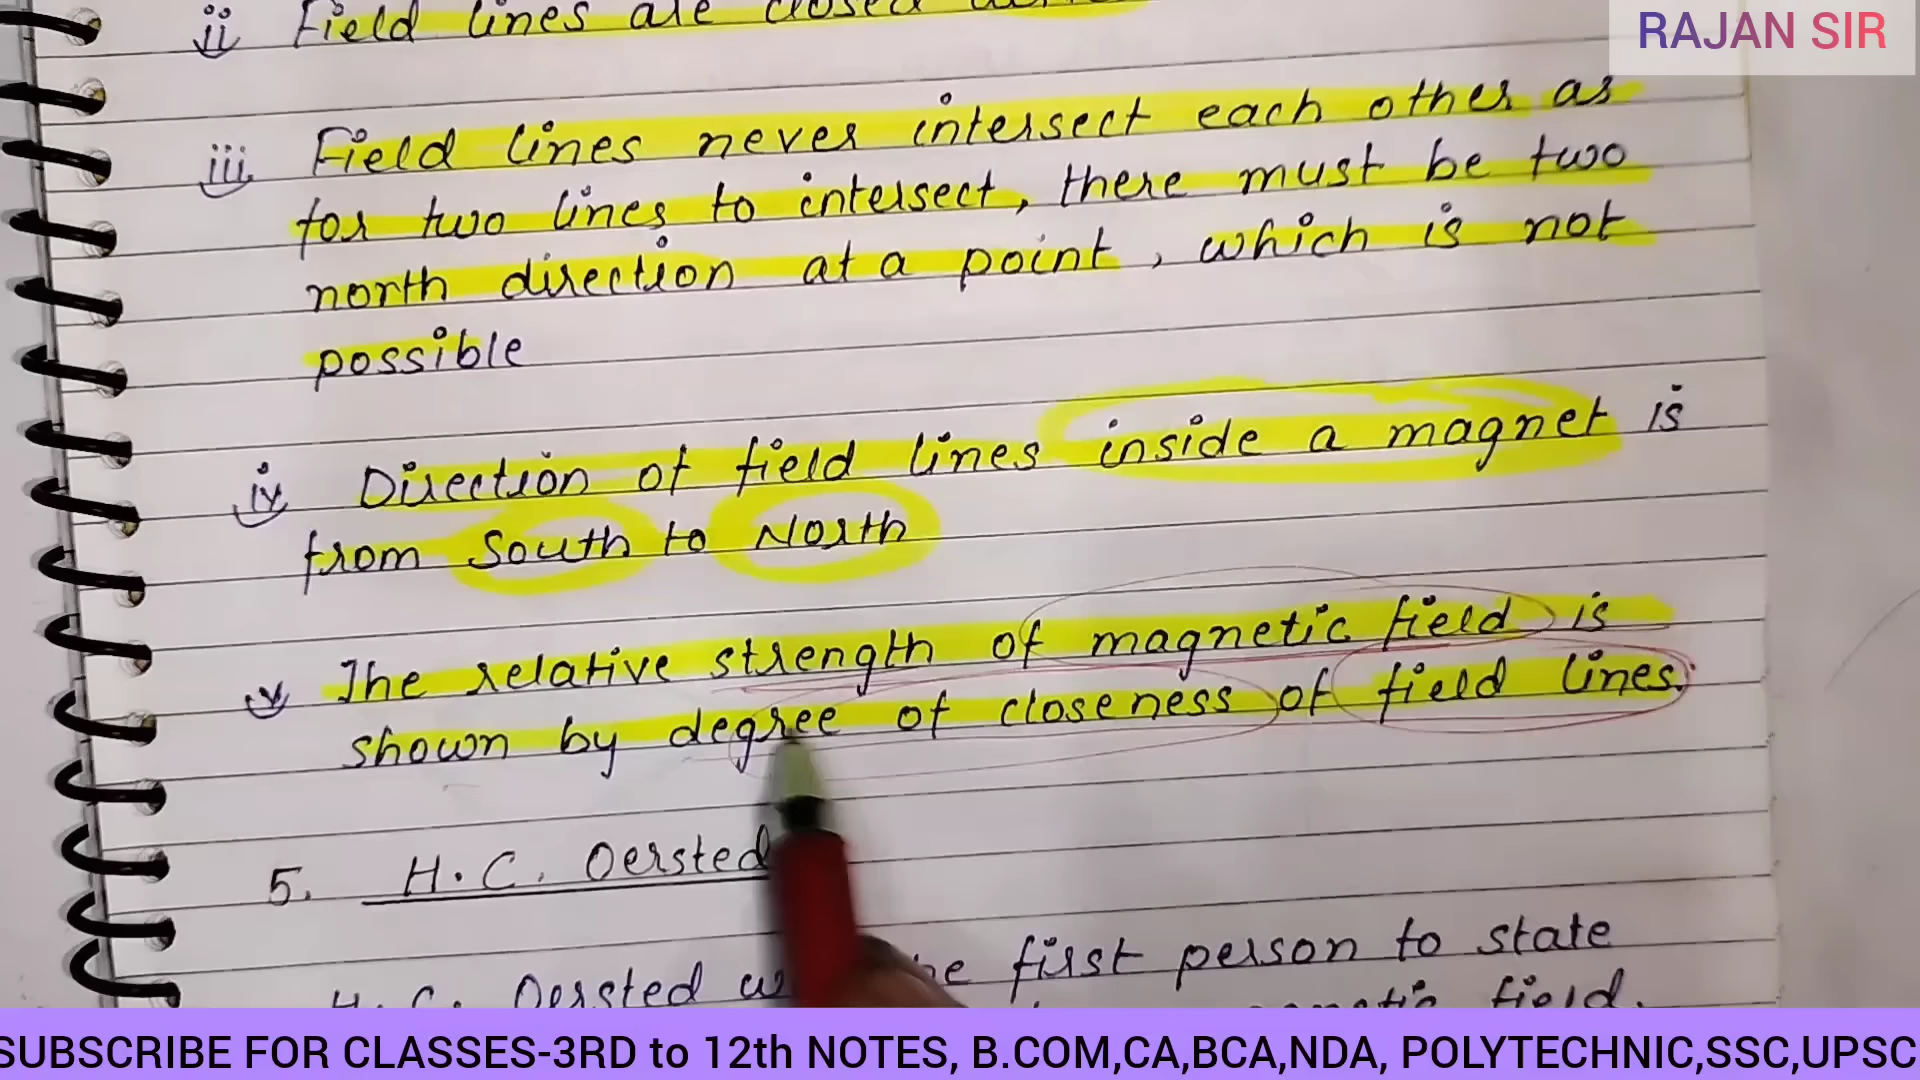 RAJAN SIR
ii Field lines are closed
iii. Field lines never intersect each other as
for two lines to intersect, there must be two
north direction at a point, which is not
possible
iv Direction of field lines inside a magnet is
from South to North
v The relative strength of magnetic field is
shown by degree of closeness of field lines.
5. H.C. Oersted
H.C. Oersted first person to state
field.
SUBSCRIBE FOR CLASSES-3RD to 12th NOTES, B.COM,CA,BCA,NDA, POLYTECHNIC,SSC,UPSC